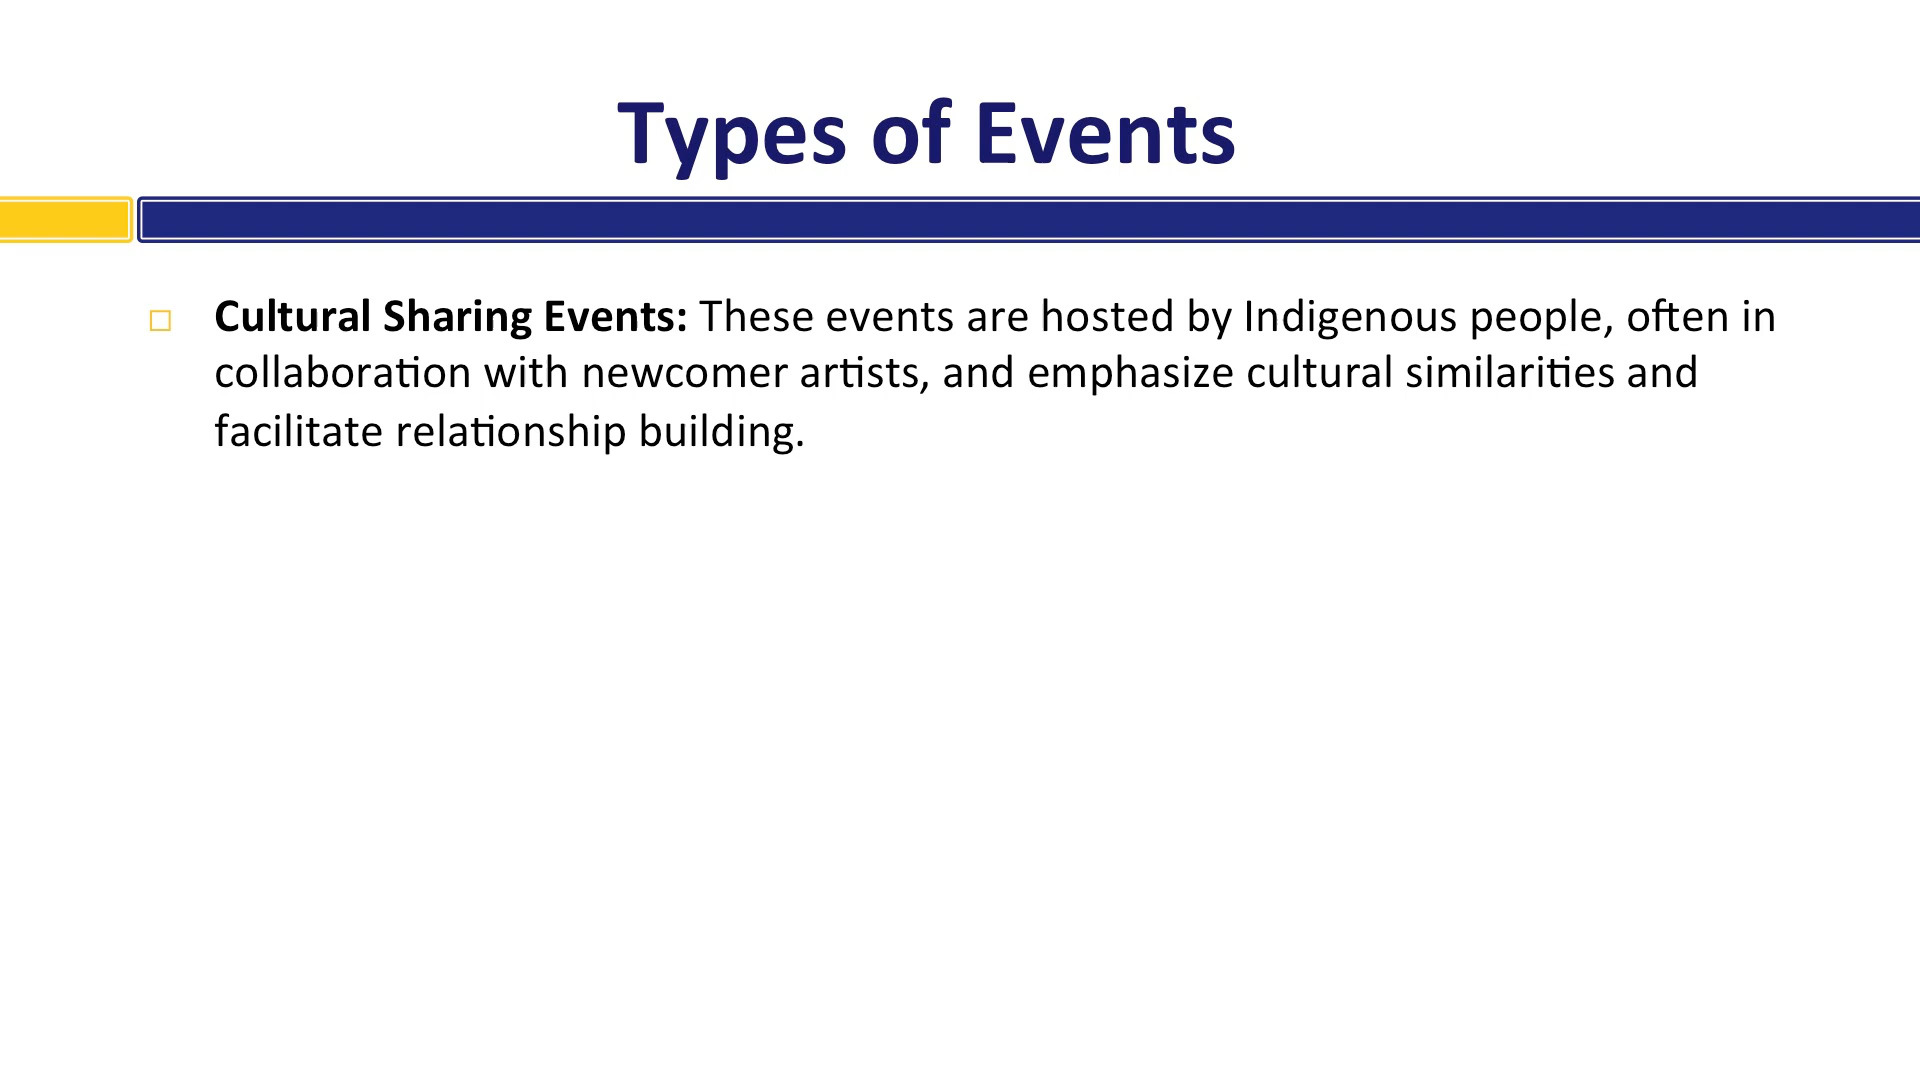 Types of Events
Cultural Sharing Events: These events are hosted by Indigenous people, often in
collaboration with newcomer artists, and emphasize cultural similarities and
facilitate relationship building.